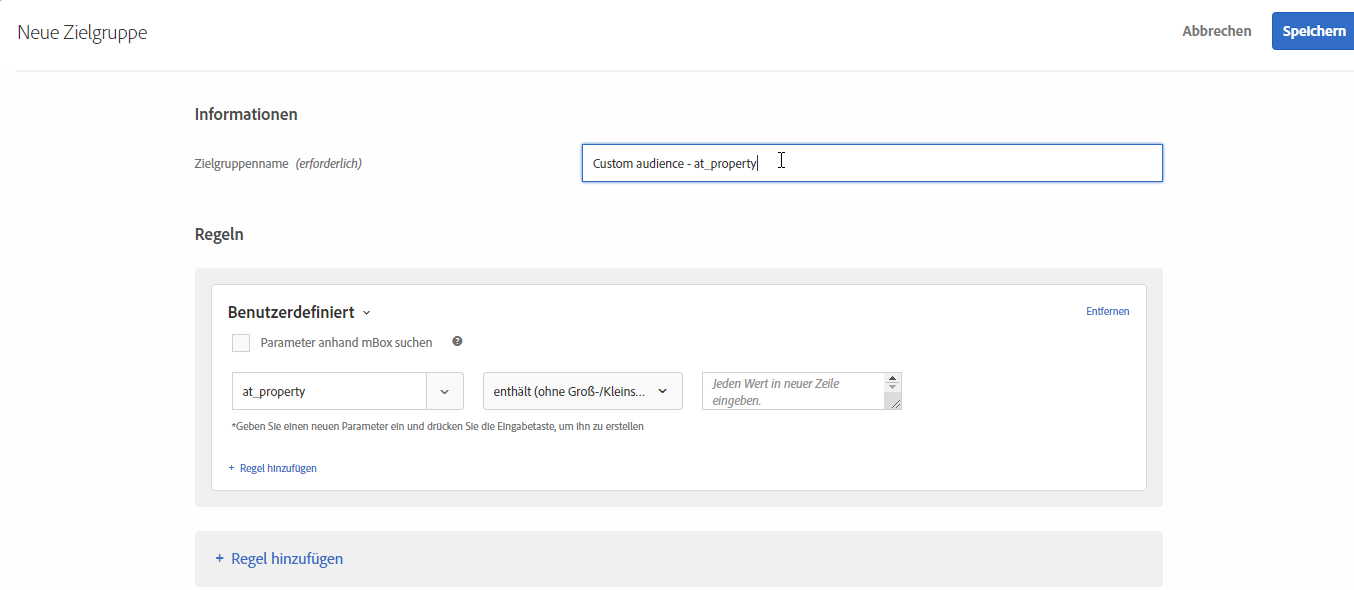 Neue Zielgruppe
Abbrechen
Speichern
Informationen
Zielgruppenname (erforderlich)
Custom audience - at_property
Regeln
Benutzerdefiniert
Entfernen
Parameter anhand mBox suchen
?
at_property
enthält (ohne Groß-/Kleins...
Jeden Wert in neuer Zeile
eingeben.
*Geben Sie einen neuen Parameter ein und drücken Sie die Eingabetaste, um ihn zu erstellen
+ Regel hinzufügen
+ Regel hinzufügen